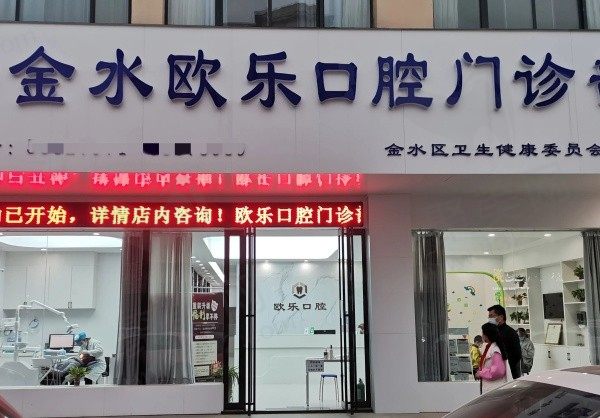 金水欧乐口腔门诊
金水区卫生健康委员会
已开始，详情店内咨询！欧乐口腔门诊
欧乐口腔